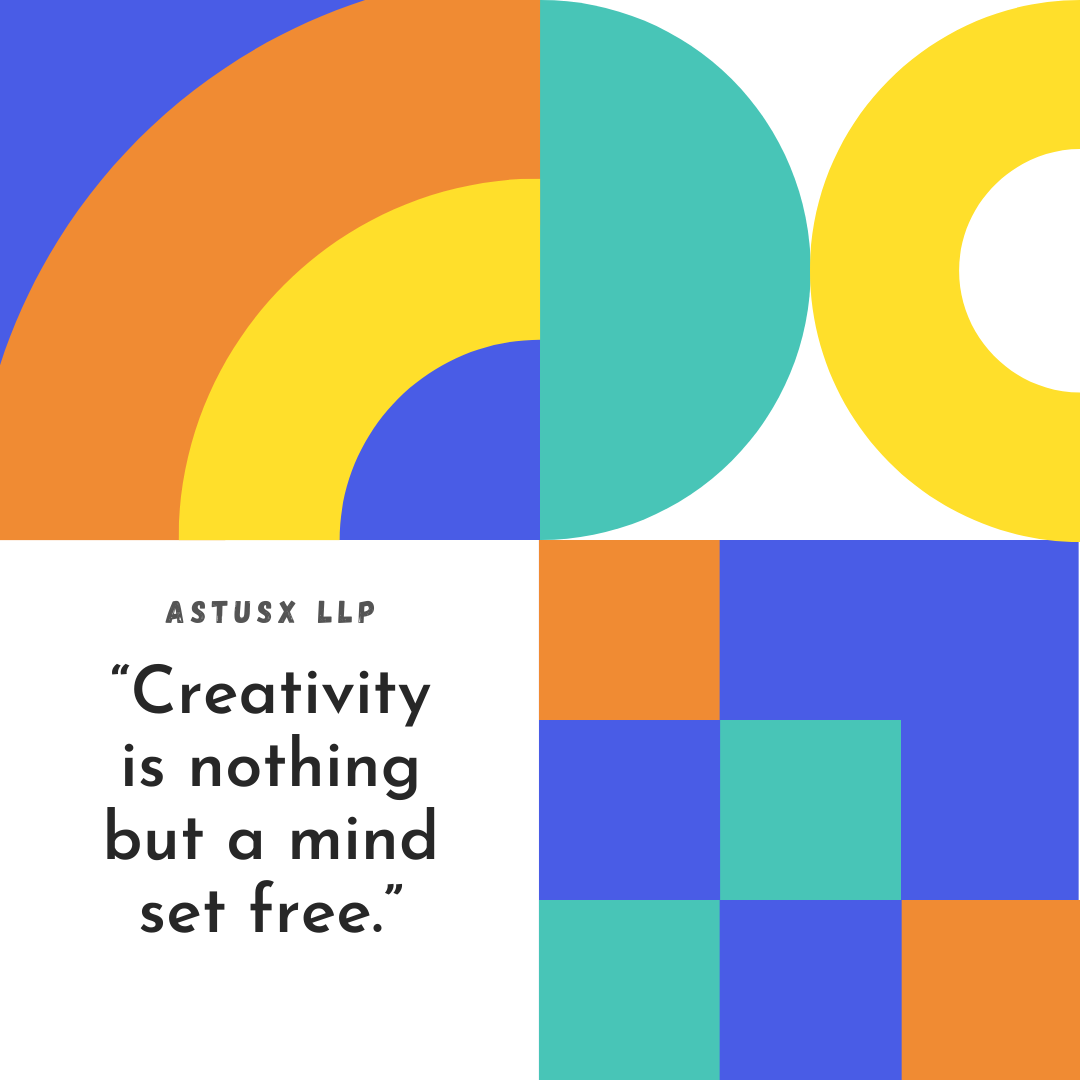 ASTUSX LLP
“Creativity
is nothing
but a mind
set free.”